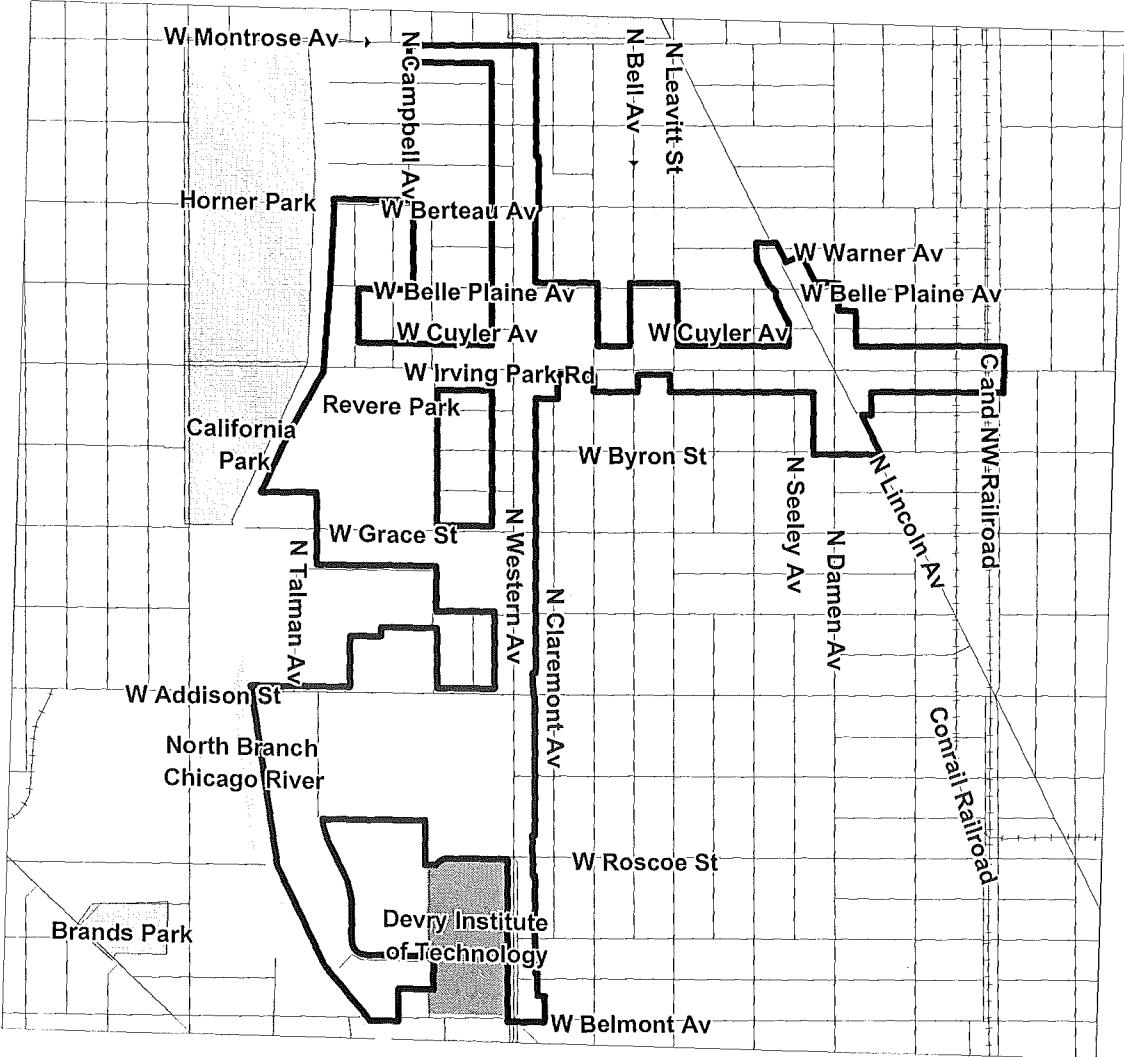 W Montrose Av
N Campbell Av
N Bell Av
N Leavitt St
Horner Park
W Berteau Av
W Warner Av
W Belle Plaine Av
W Belle Plaine Av
W Cuyler Av
W Cuyler Av
W Irving Park Rd
C and NW Railroad
Revere Park
California
Park
W Byron St
N Seeley Av
N Lincoln Av
W Grace St
N Western Av
N Talman Av
N Damen Av
N Claremont Av
W Addison St
Conrail Railroad
North Branch
Chicago River
W Roscoe St
Devry Institute
of Technology
Brands Park
W Belmont Av